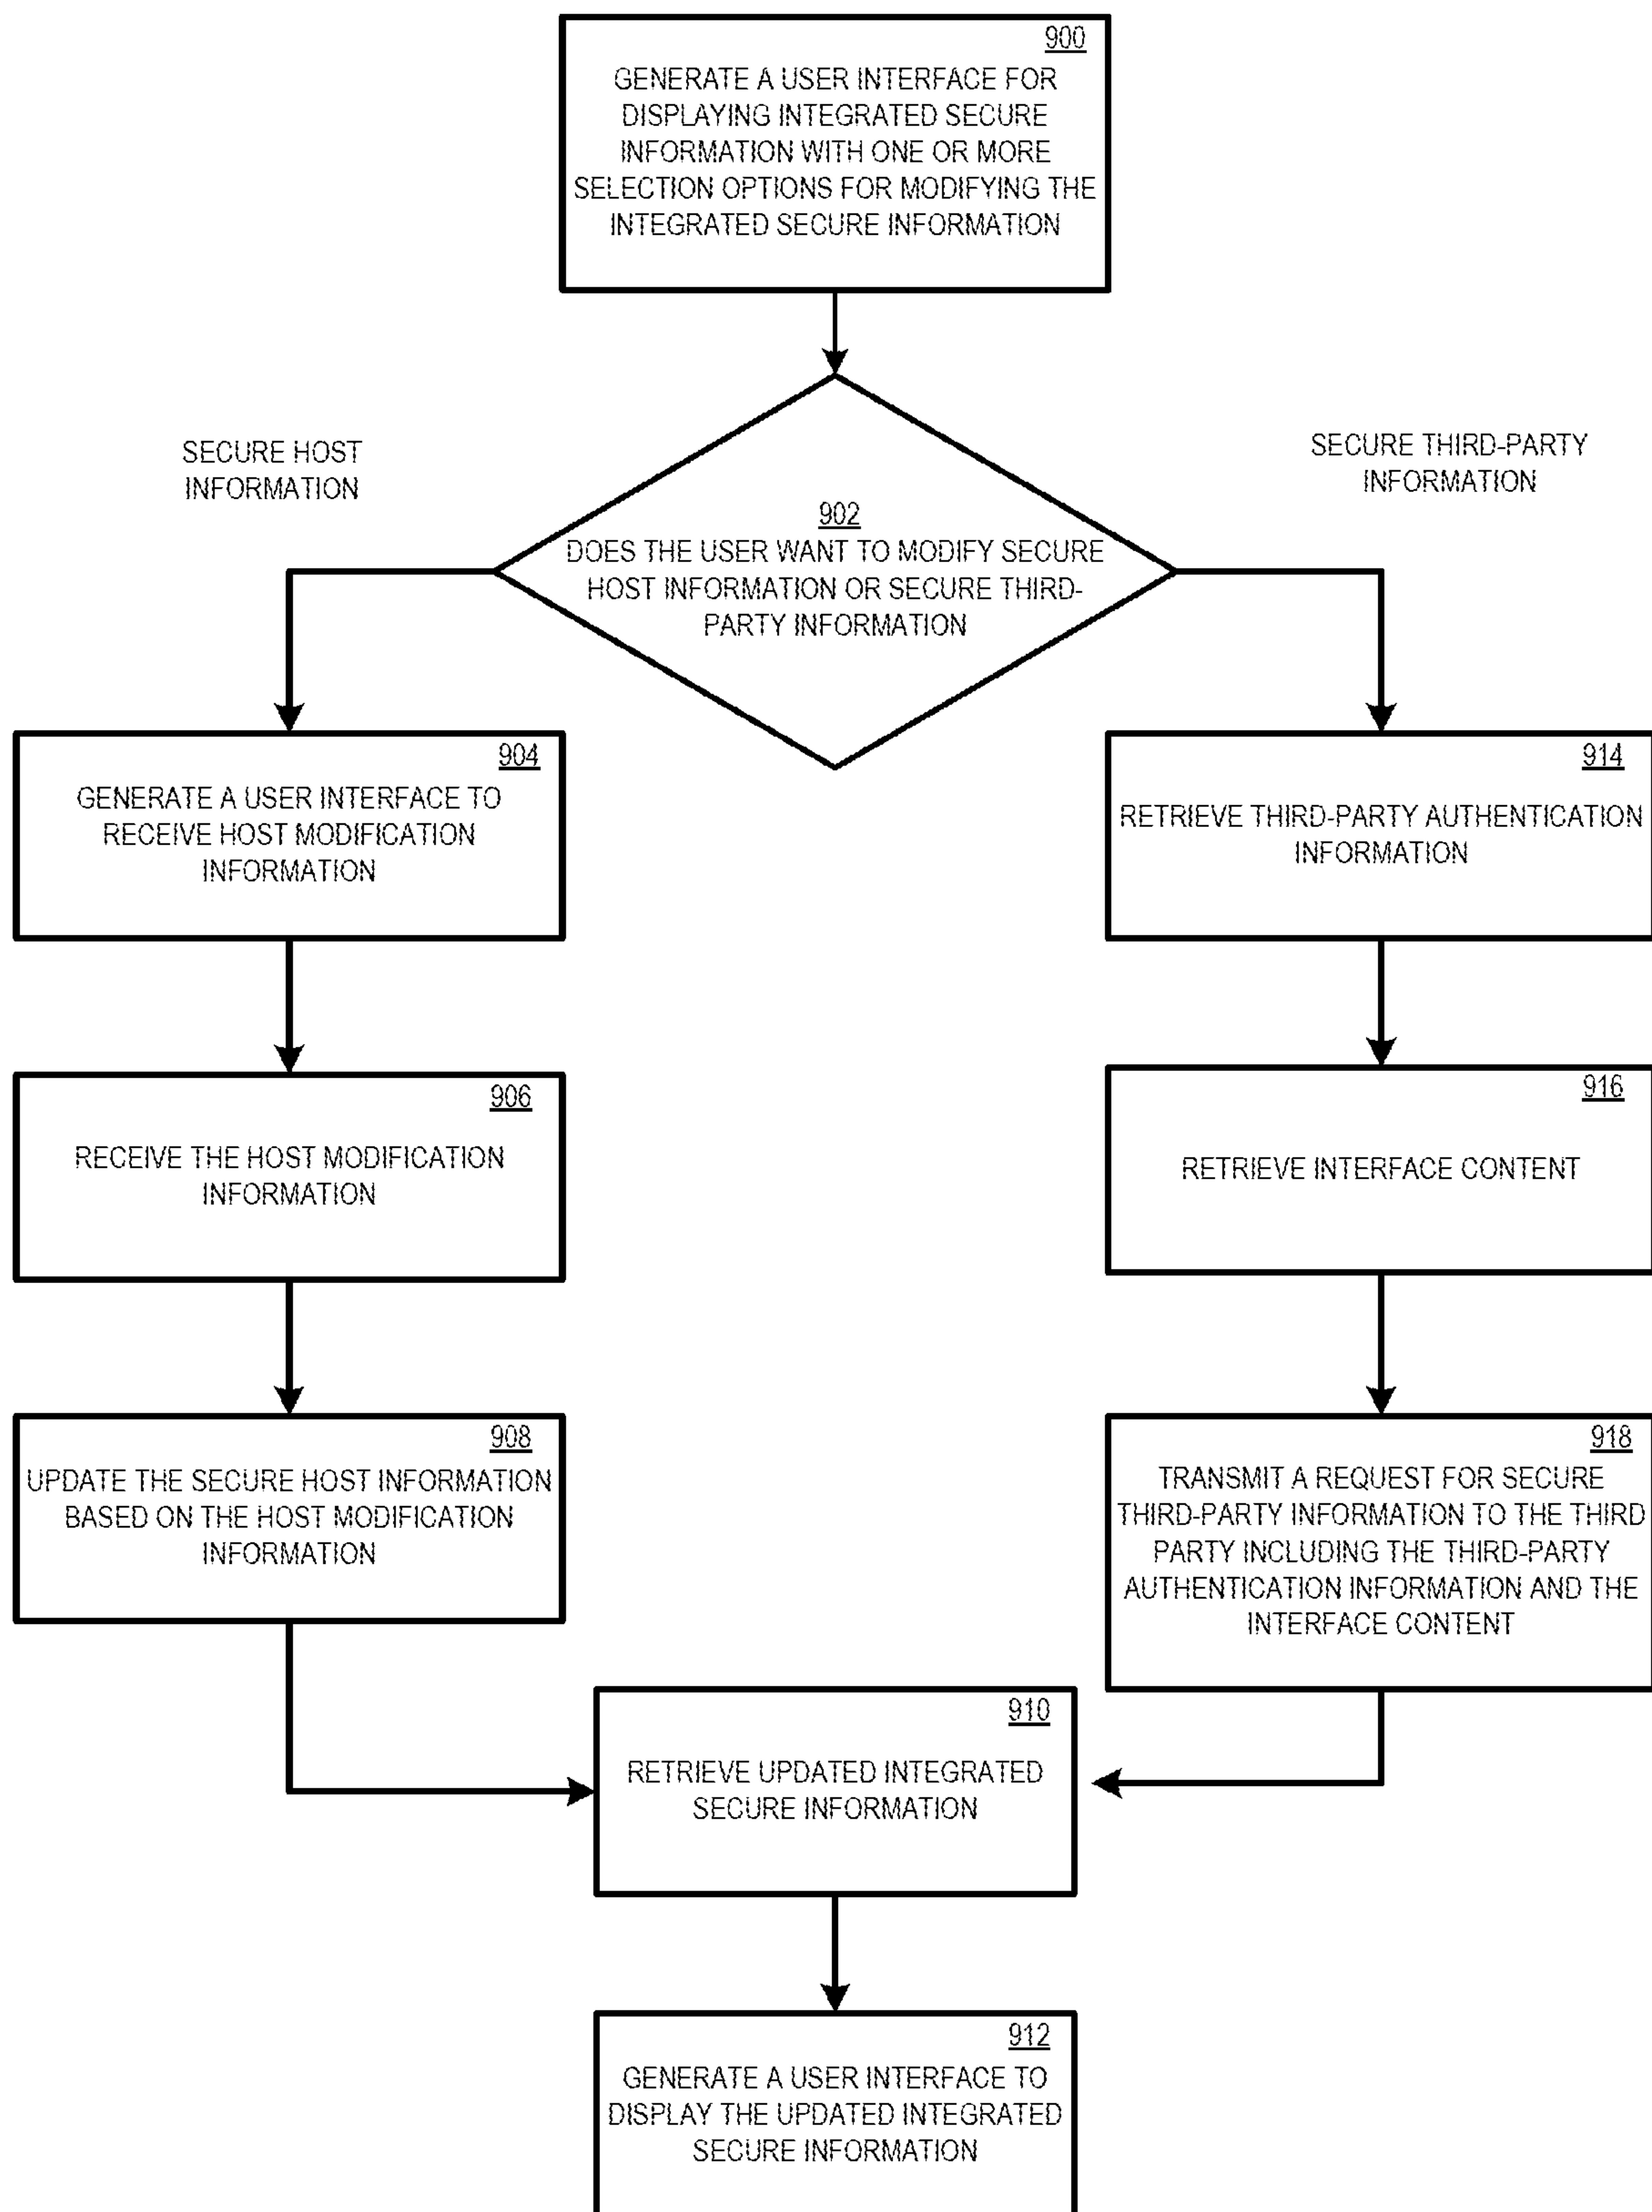 900
GENERATE A USER INTERFACE FOR
DISPLAYING INTEGRATED SECURE
INFORMATION WITH ONE OR MORE
SELECTION OPTIONS FOR MODIFYING THE
INTEGRATED SECURE INFORMATION
SECURE HOST
INFORMATION
SECURE THIRD-PARTY
INFORMATION
902
DOES THE USER WANT TO MODIFY SECURE
HOST INFORMATION OR SECURE THIRD-
PARTY INFORMATION
904
GENERATE A USER INTERFACE TO
RECEIVE HOST MODIFICATION
INFORMATION
914
RETRIEVE THIRD-PARTY AUTHENTICATION
INFORMATION
906
RECEIVE THE HOST MODIFICATION
INFORMATION
916
RETRIEVE INTERFACE CONTENT
908
UPDATE THE SECURE HOST INFORMATION
BASED ON THE HOST MODIFICATION
INFORMATION
918
TRANSMIT A REQUEST FOR SECURE
THIRD-PARTY INFORMATION TO THE THIRD
PARTY INCLUDING THE THIRD-PARTY
AUTHENTICATION INFORMATION AND THE
INTERFACE CONTENT
910
RETRIEVE UPDATED INTEGRATED
SECURE INFORMATION
912
GENERATE A USER INTERFACE TO
DISPLAY THE UPDATED INTEGRATED
SECURE INFORMATION